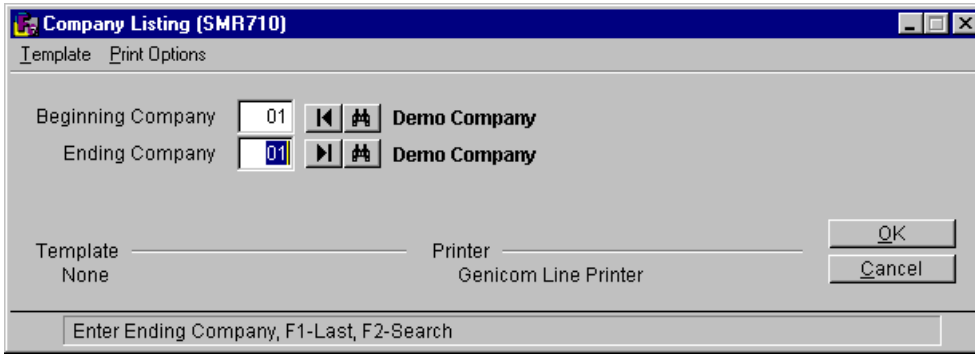 Company Listing (SMR710)
Template Print Options
Beginning Company 01 Demo Company
Ending Company 01 Demo Company
OK
Template Printer
None Genicom Line Printer
Cancel
Enter Ending Company, F1-Last, F2-Search